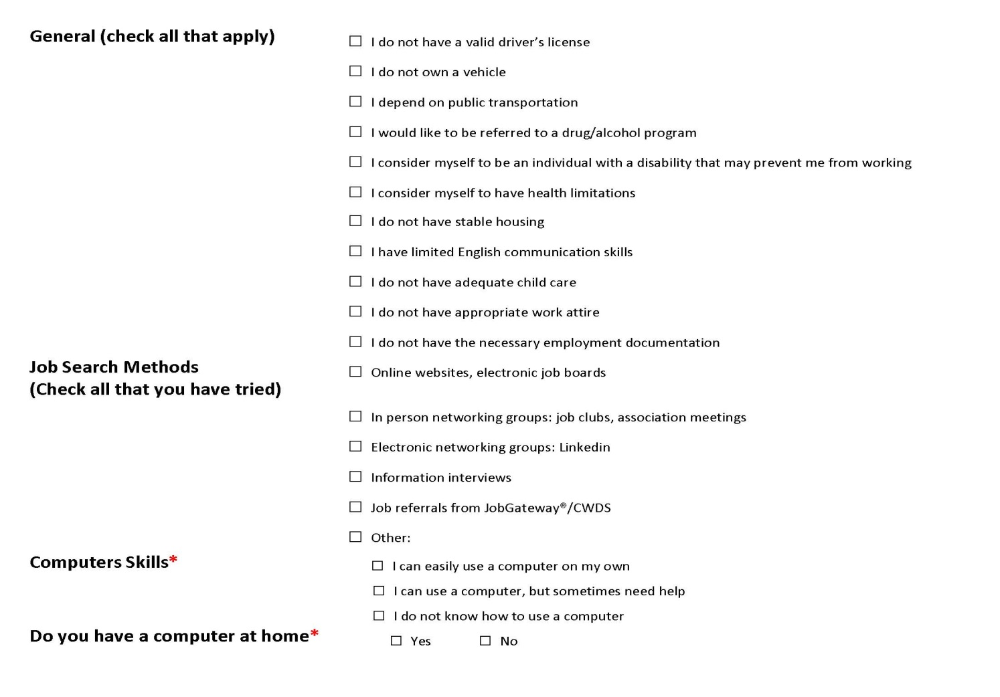 General (check all that apply)
☐ I do not have a valid driver’s license
☐ I do not own a vehicle
☐ I depend on public transportation
☐ I would like to be referred to a drug/alcohol program
☐ I consider myself to be an individual with a disability that may prevent me from working
☐ I consider myself to have health limitations
☐ I do not have stable housing
☐ I have limited English communication skills
☐ I do not have adequate child care
☐ I do not have appropriate work attire
☐ I do not have the necessary employment documentation
Job Search Methods
(Check all that you have tried)
☐ Online websites, electronic job boards
☐ In person networking groups: job clubs, association meetings
☐ Electronic networking groups: Linkedin
☐ Information interviews
☐ Job referrals from JobGateway®/CWDS
☐ Other:
Computers Skills*
☐ I can easily use a computer on my own
☐ I can use a computer, but sometimes need help
☐ I do not know how to use a computer
Do you have a computer at home*
☐ Yes ☐ No